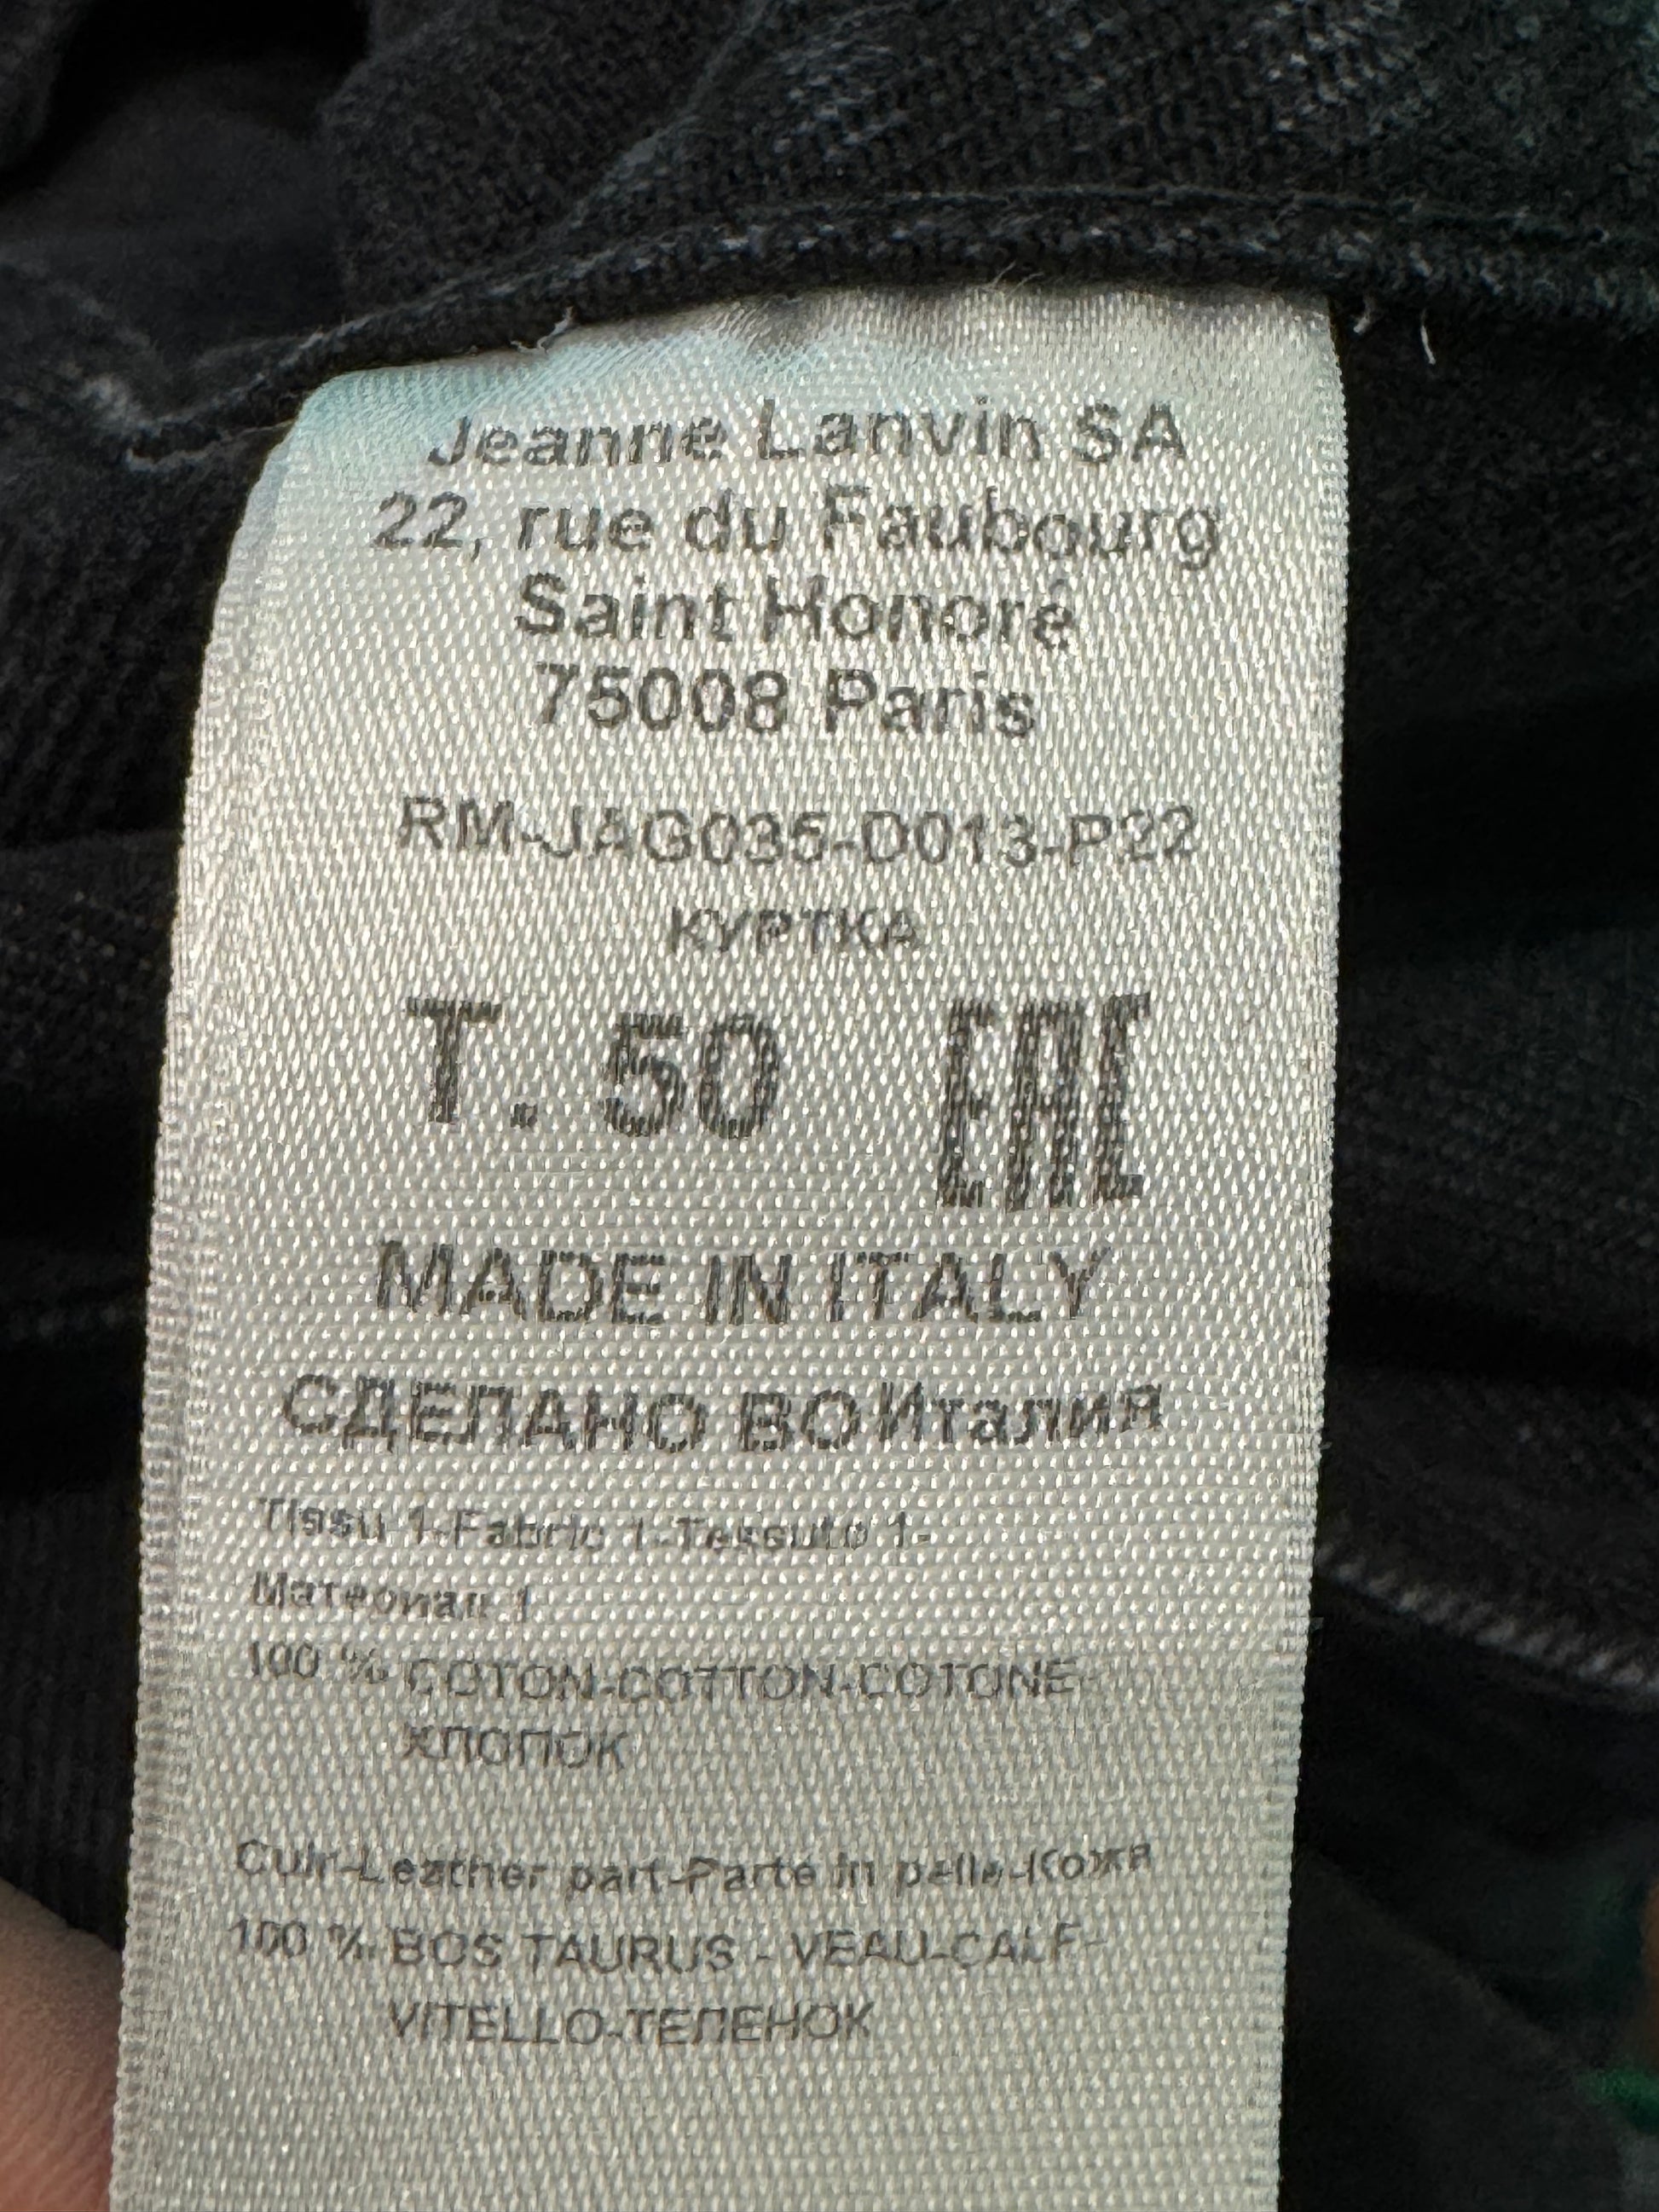 Jeanne Lanvin SA
22, rue du Faubourg
Saint Honoré
75008 Paris
RM-JAG035-D013-P22
КУРТКА
T. 50 EAC
MADE IN ITALY
СДЕЛАНО ВО Италия
Tissu 1-Fabric 1-Tessuto 1-
Материал 1
100 % COTON-COTTON-COTONE-
ХЛОПОК
Cuir-Leather part-Parte in pelle-Кожа
100 % BOS TAURUS - VEAU-CALF-
VITELLO-ТЕЛЕНОК